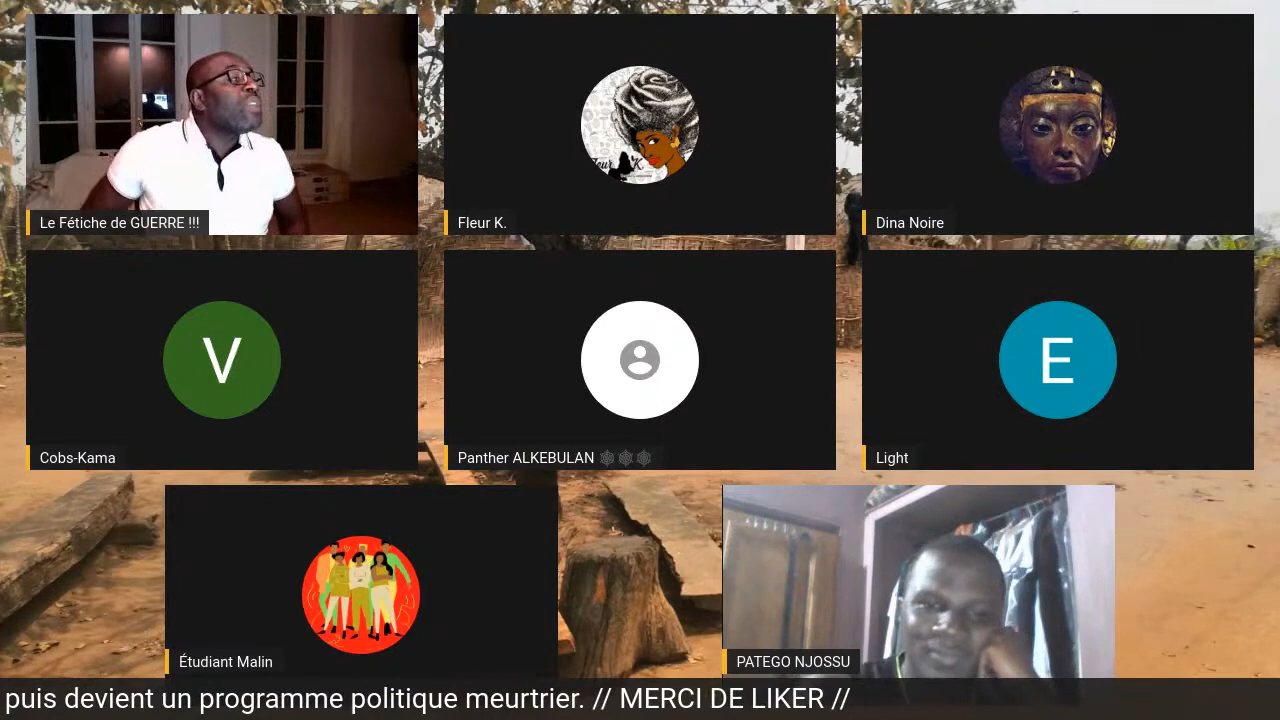 Le Fétiche de GUERRE !!!
Fleur K.
Dina Noire
V
Cobs-Kama
Panther ALKEBULAN 🕸🕸🕸
E
Light
Étudiant Malin
PATEGO NJOSSU
puis devient un programme politique meurtrier. // MERCI DE LIKER //